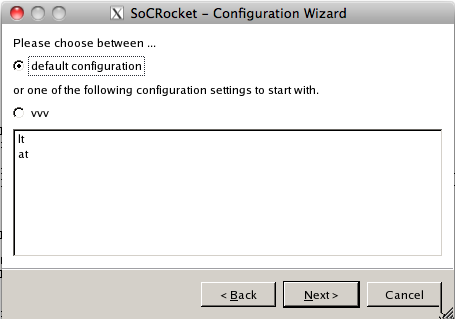 SoCRocket – Configuration Wizard
Please choose between ...
default configuration
or one of the following configuration settings to start with.
vvv
lt
at
< Back
Next >
Cancel